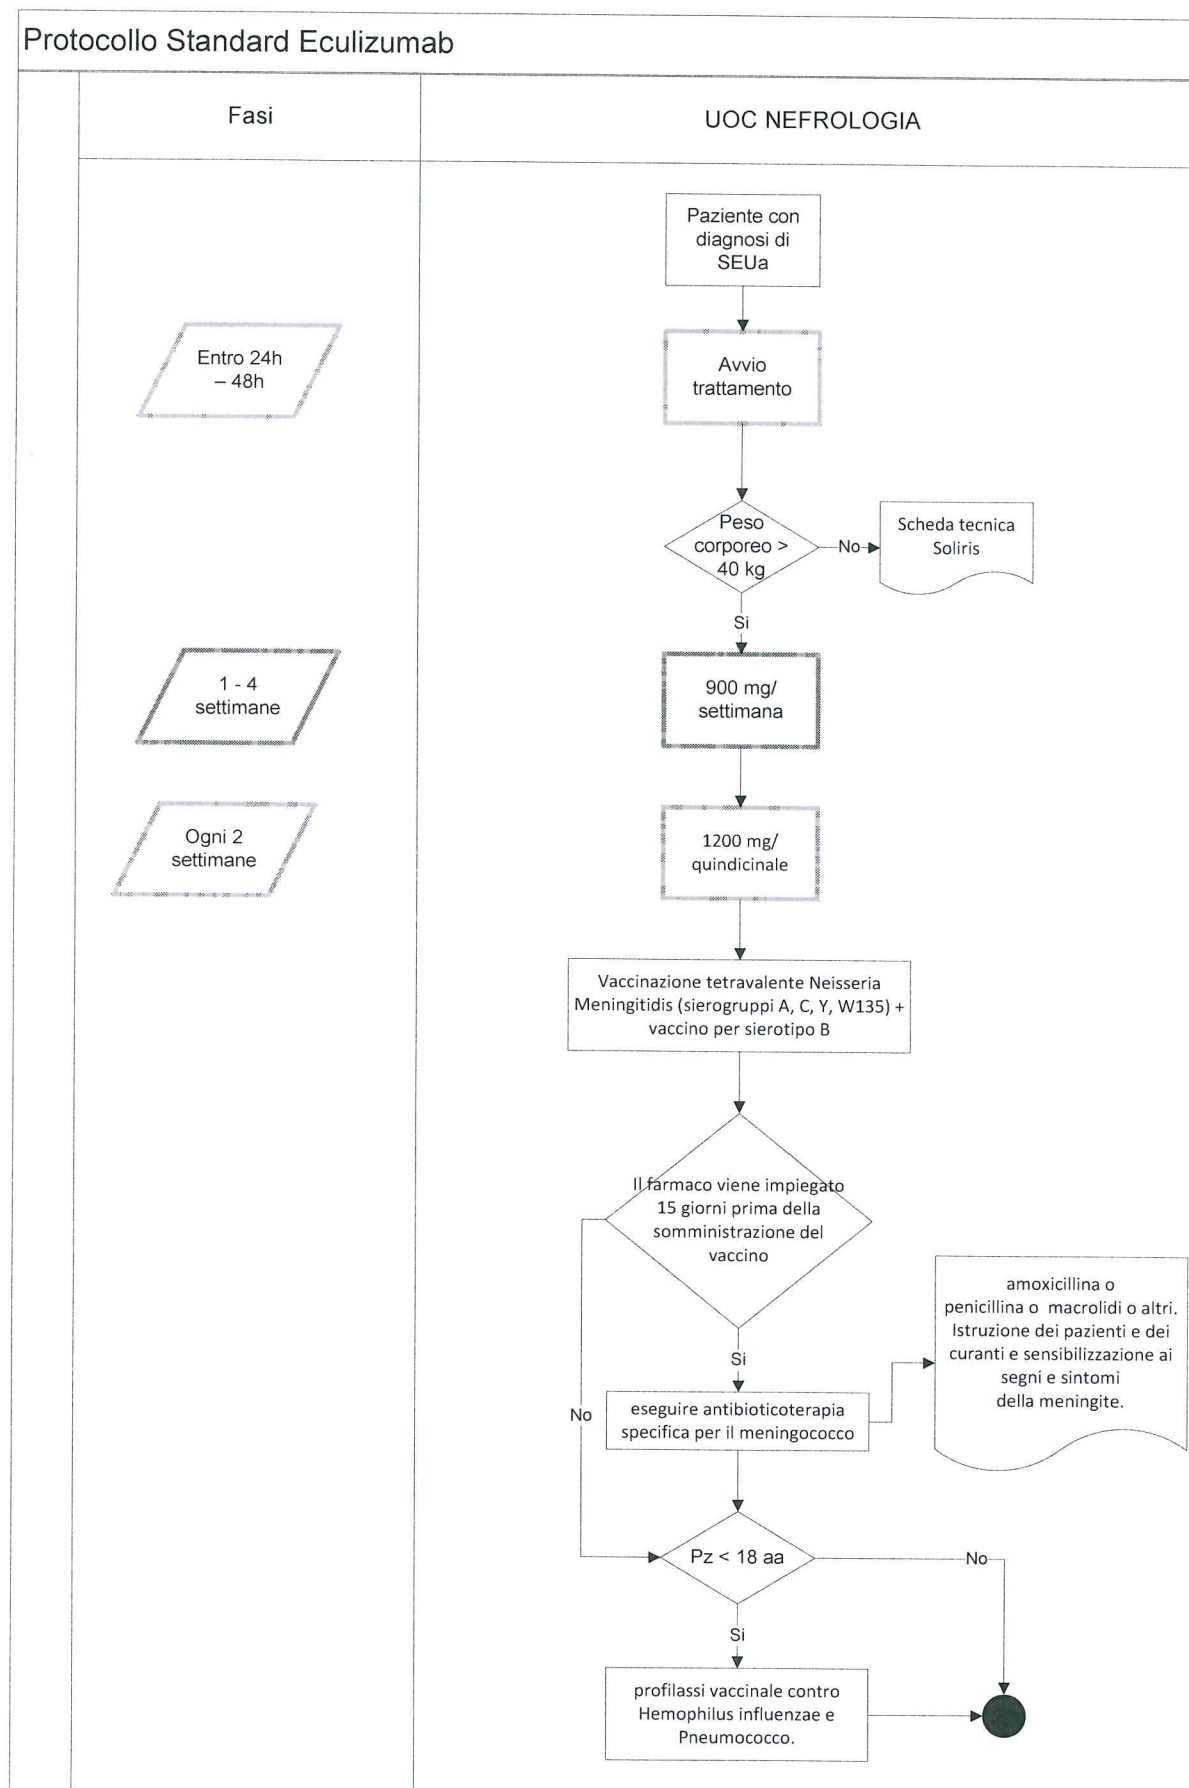 Protocollo Standard Eculizumab
Fasi
UOC NEFROLOGIA
Paziente con
diagnosi di
SEUa
Entro 24h
– 48h
Avvio
trattamento
Peso
corporeo >
40 kg
No
Scheda tecnica
Soliris
Si
1 - 4
settimane
900 mg/
settimana
Ogni 2
settimane
1200 mg/
quindicinale
Vaccinazione tetravalente Neisseria
Meningitidis (sierogruppi A, C, Y, W135) +
vaccino per sierotipo B
Il farmaco viene impiegato
15 giorni prima della
somministrazione del
vaccino
amoxicillina o
penicillina o macrolidi o altri.
Istruzione dei pazienti e dei
curanti e sensibilizzazione ai
segni e sintomi
della meningite.
Si
No
eseguire antibioticoterapia
specifica per il meningococco
Pz < 18 aa
No
Si
profilassi vaccinale contro
Hemophilus influenzae e
Pneumococco.